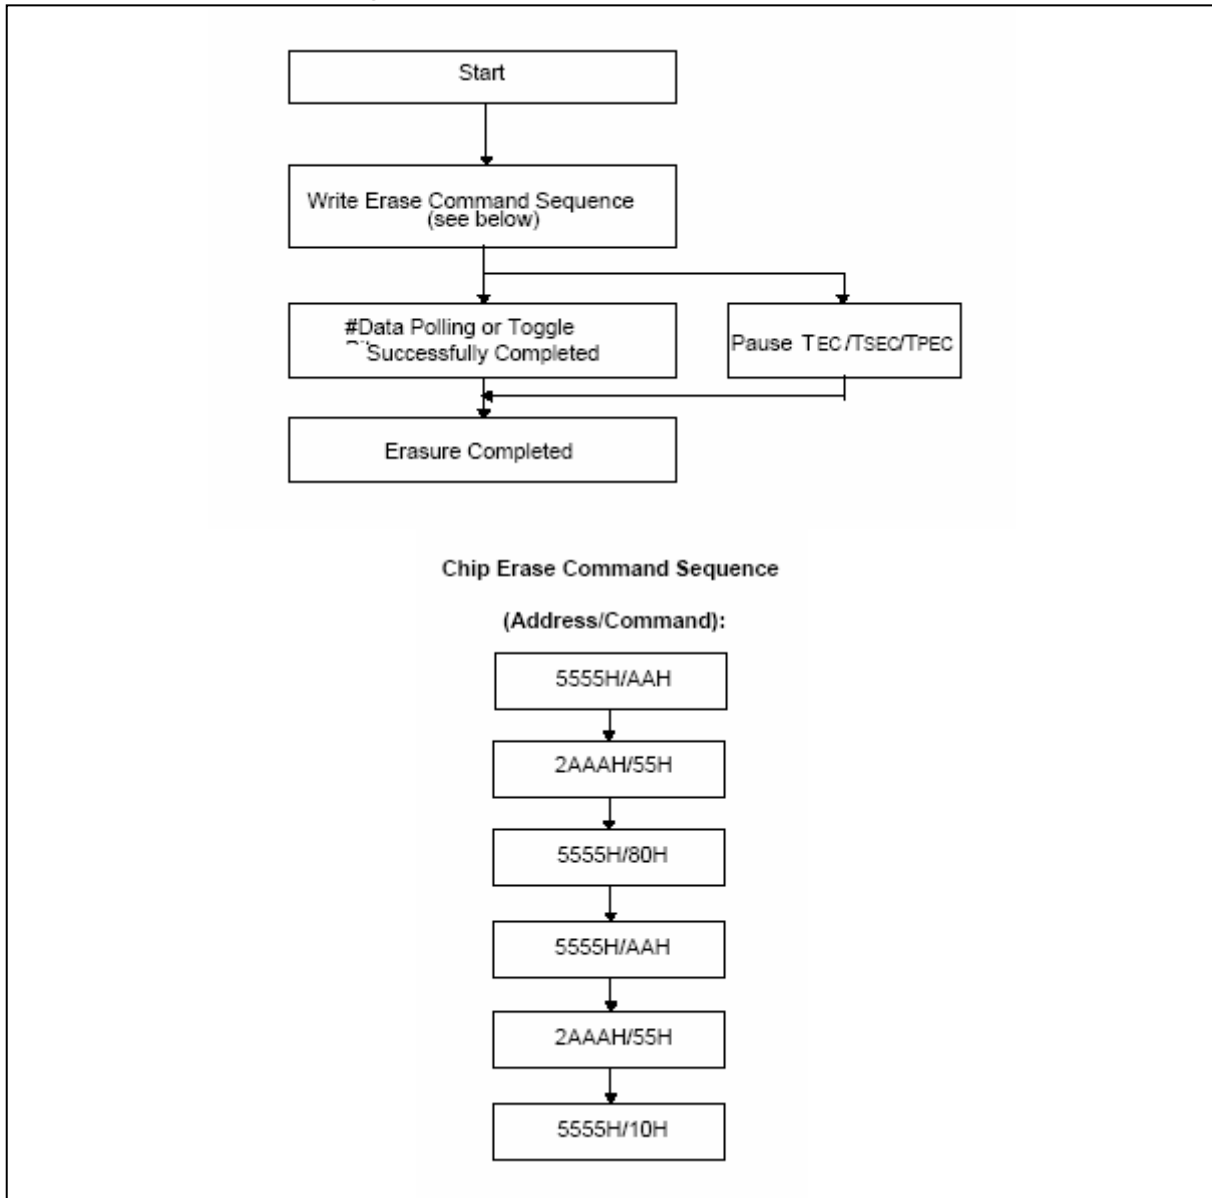 Start
Write Erase Command Sequence
(see below)
#Data Polling or Toggle
Successfully Completed
Pause TEC/TSEC/TPEC
Erasure Completed
Chip Erase Command Sequence
(Address/Command):
5555H/AAH
2AAAH/55H
5555H/80H
5555H/AAH
2AAAH/55H
5555H/10H